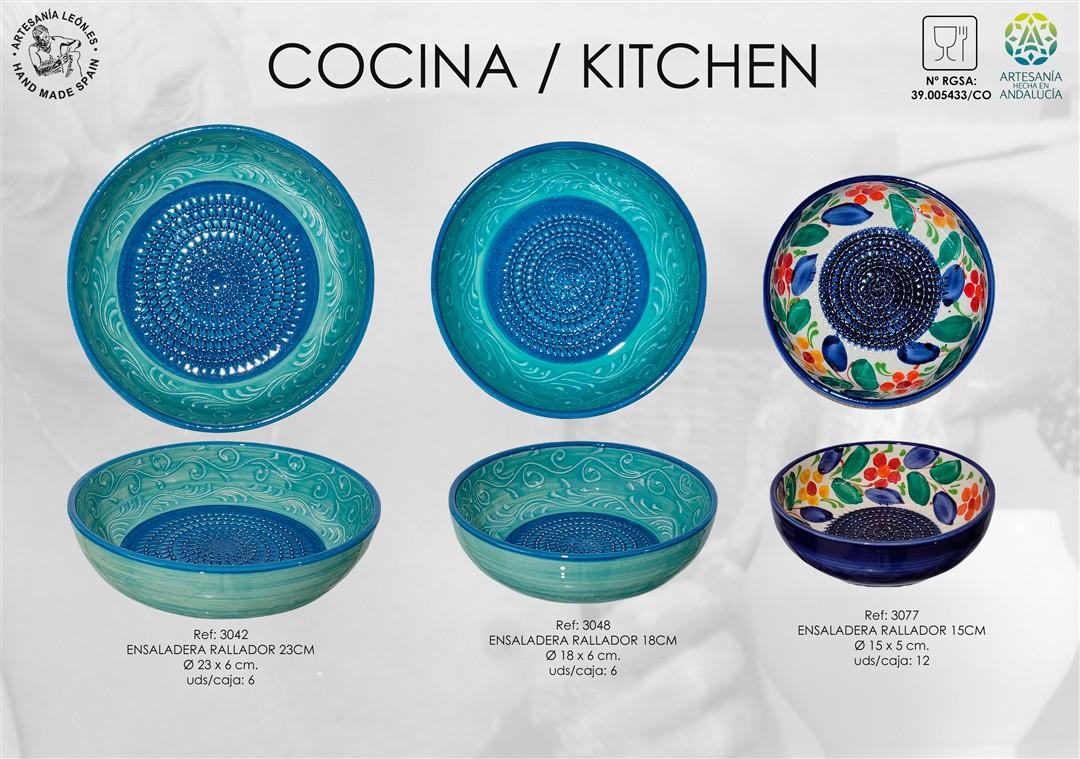 · ARTESANÍA LEÓN.ES ·
HAND MADE SPAIN
COCINA / KITCHEN
Nº RGSA:
39.005433/CO
ARTESANÍA
HECHA EN
ANDALUCÍA
Ref: 3042
ENSALADERA RALLADOR 23CM
Ø 23 x 6 cm.
uds/caja: 6
Ref: 3048
ENSALADERA RALLADOR 18CM
Ø 18 x 6 cm.
uds/caja: 6
Ref: 3077
ENSALADERA RALLADOR 15CM
Ø 15 x 5 cm.
uds/caja: 12